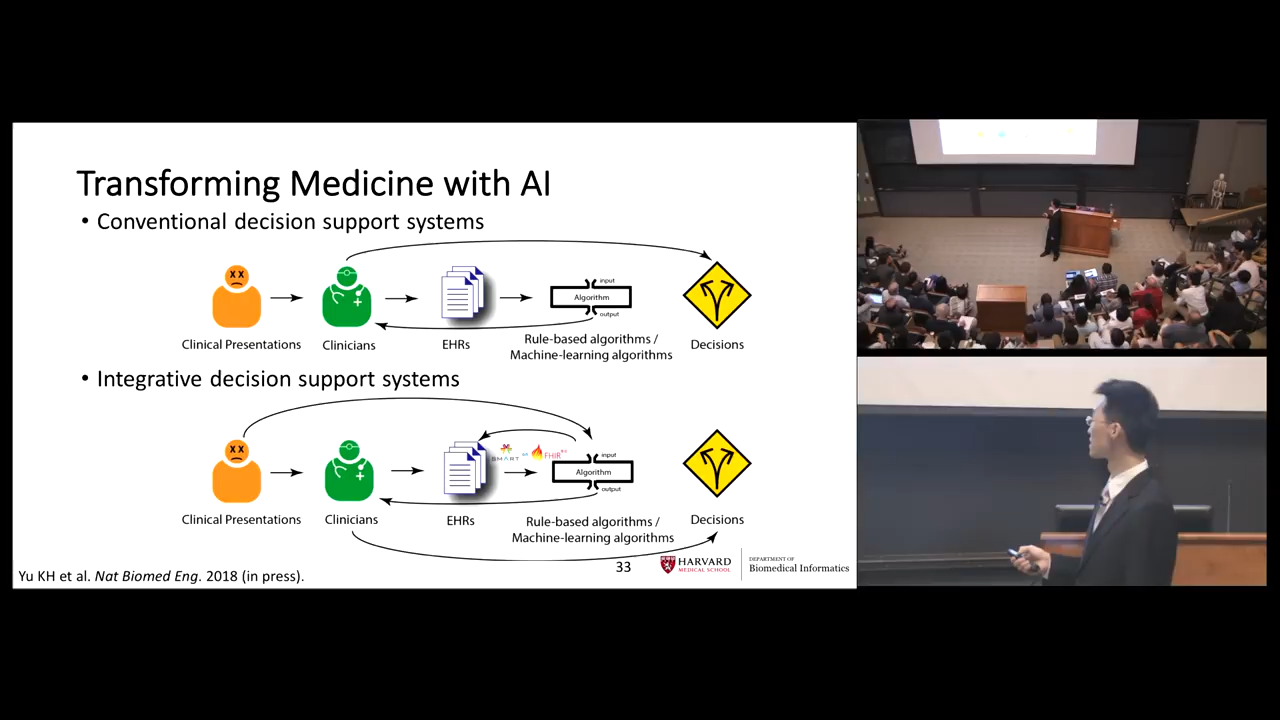 Transforming Medicine with AI
• Conventional decision support systems
input
Algorithm
output
Clinical Presentations
Clinicians
EHRs
Rule-based algorithms /
Machine-learning algorithms
Decisions
• Integrative decision support systems
SMART
FHIR
input
Algorithm
output
Clinical Presentations
Clinicians
EHRs
Rule-based algorithms /
Machine-learning algorithms
Decisions
Yu KH et al. Nat Biomed Eng. 2018 (in press).
33
HARVARD
MEDICAL SCHOOL
DEPARTMENT OF
Biomedical Informatics